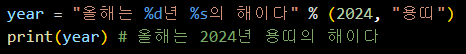 year = "올해는 %d년 %s의 해이다" % (2024, "용띠")
print(year) # 올해는 2024년 용띠의 해이다